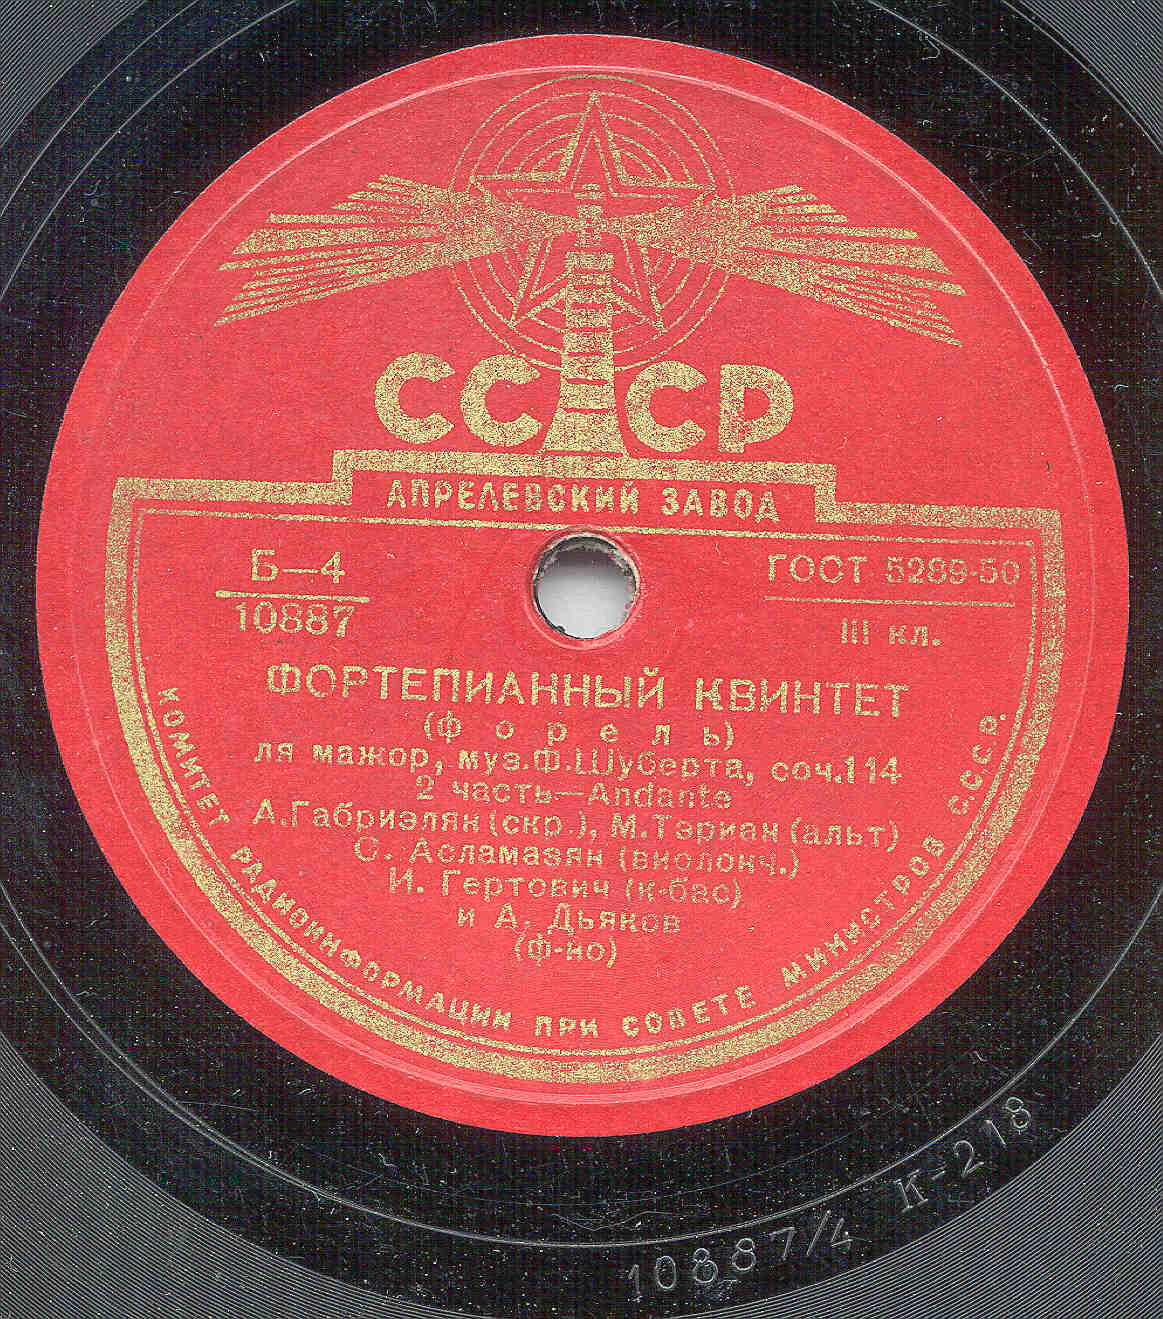 СССР
АПРЕЛЕВСКИЙ ЗАВОД
Б—4
10887
ГОСТ 5289-50
III кл.
ФОРТЕПИАННЫЙ КВИНТЕТ
(Форель)
ля мажор, муз.Ф.Шуберта, соч.114
2 часть—Andante
А.Габриэлян (скр.), М.Тэриан (альт)
С. Асламазян (виолонч.)
И. Гертович (к-бас)
и А. Дьяков
(ф-но)
КОМИТЕТ РАДИОИНФОРМАЦИИ ПРИ СОВЕТЕ МИНИСТРОВ С.С.С.Р.
10887/4 К-218